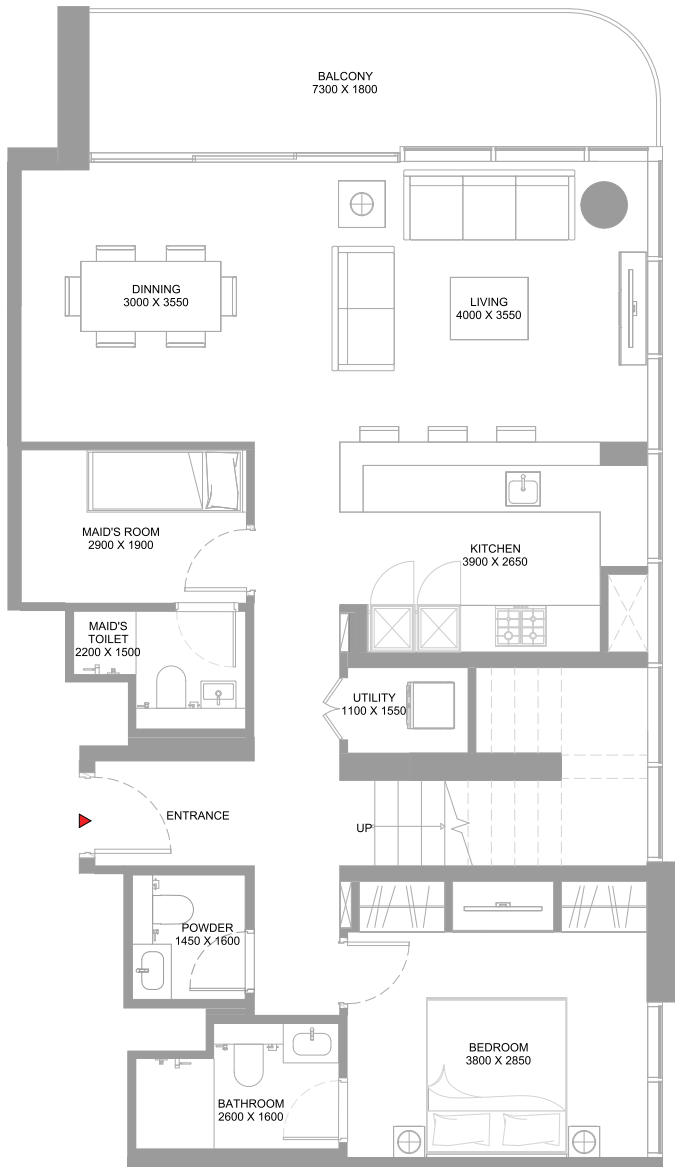 BALCONY
7300 X 1800
DINNING
3000 X 3550
LIVING
4000 X 3550
MAID'S ROOM
2900 X 1900
KITCHEN
3900 X 2650
MAID'S
TOILET
2200 X 1500
UTILITY
1100 X 1550
ENTRANCE
UP
POWDER
1450 X 1600
BEDROOM
3800 X 2850
BATHROOM
2600 X 1600